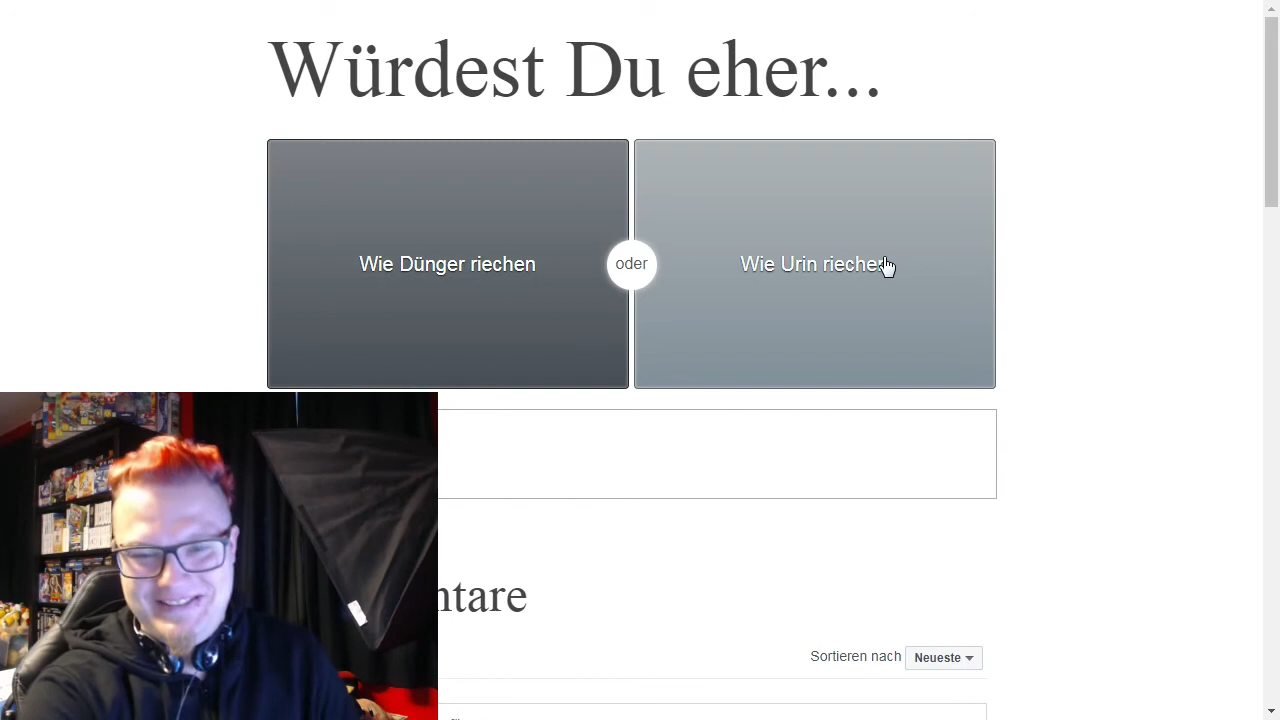 Würdest Du eher...
Wie Dünger riechen
oder
Wie Urin riechen
ntare
Sortieren nach
Neueste